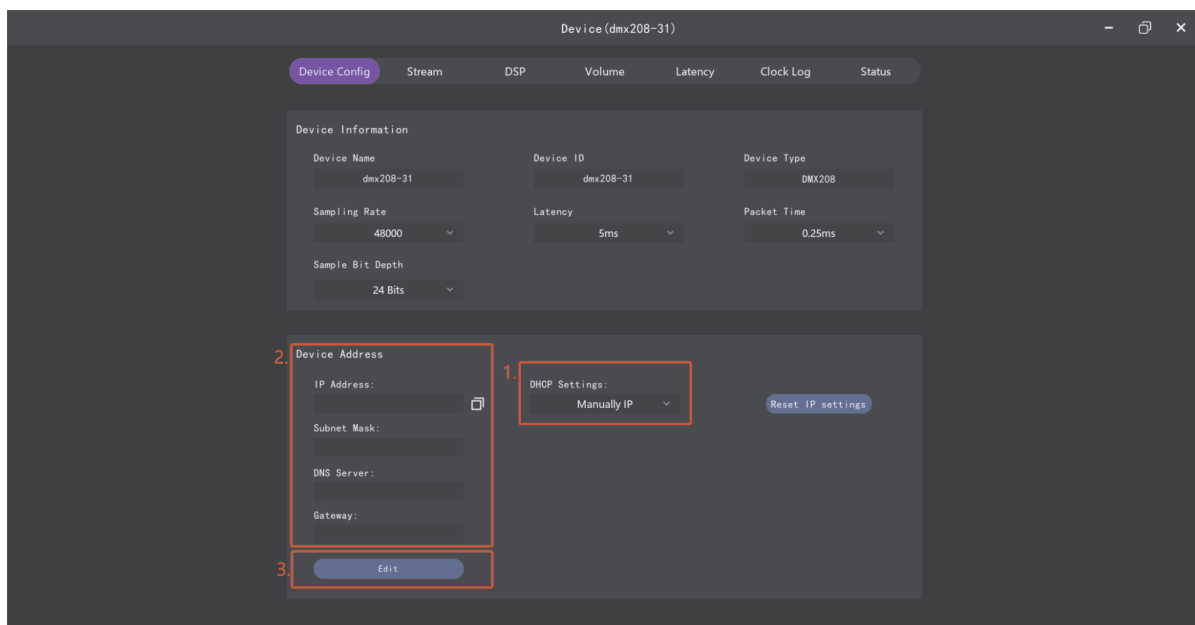 Device(dmx208-31)
Device Config Stream DSP Volume Latency Clock Log Status
Device Information
Device Name Device ID Device Type
dmx208-31 dmx208-31 DMX208
Sampling Rate Latency Packet Time
48000 5ms 0.25ms
Sample Bit Depth
24 Bits
2. Device Address
1.
IP Address: DHCP Settings:
Manually IP Reset IP settings
Subnet Mask:
DNS Server:
Gateway:
3. Edit